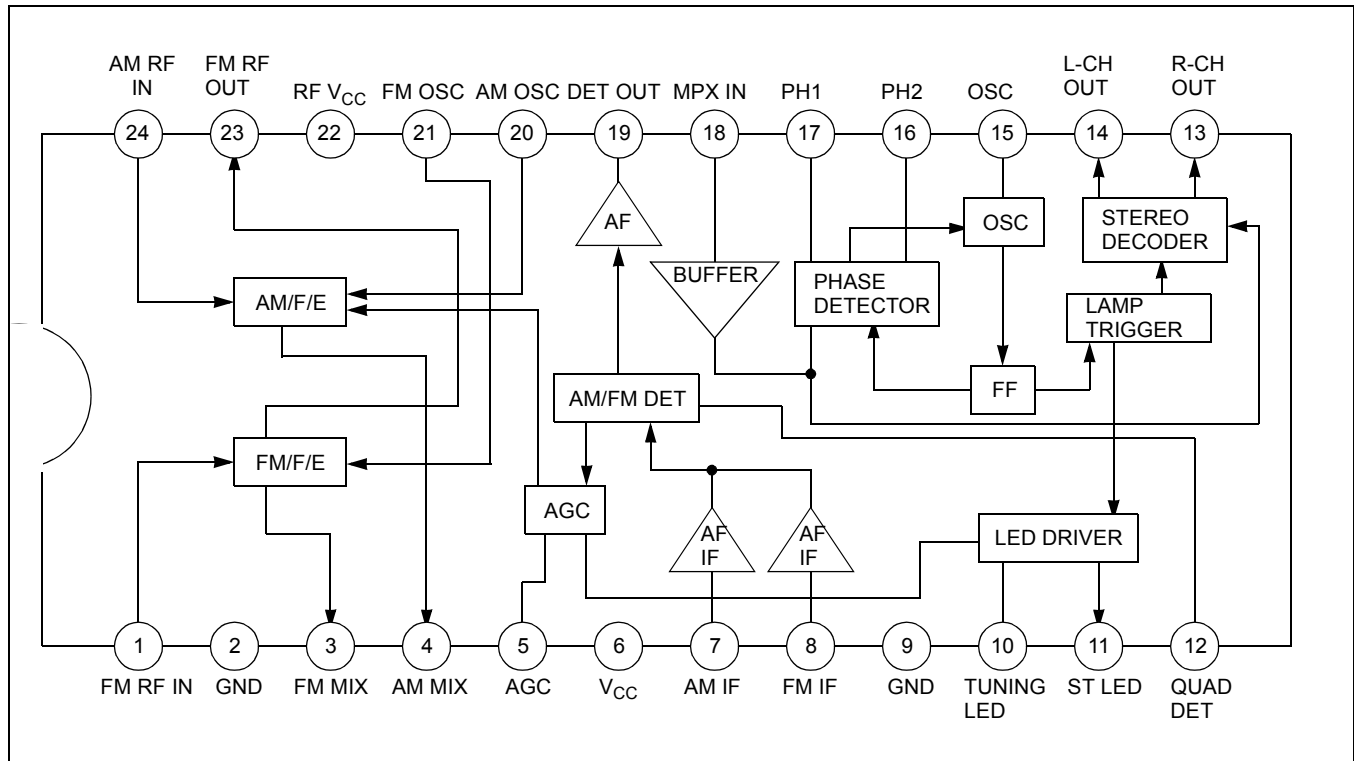 AM RF
IN
FM RF
OUT
RF VCC
FM OSC
AM OSC
DET OUT
MPX IN
PH1
PH2
OSC
L-CH
OUT
R-CH
OUT
24
23
22
21
20
19
18
17
16
15
14
13
AF
BUFFER
OSC
STEREO
DECODER
AM/F/E
PHASE
DETECTOR
LAMP
TRIGGER
AM/FM DET
FF
FM/F/E
AGC
AF
IF
AF
IF
LED DRIVER
1
2
3
4
5
6
7
8
9
10
11
12
FM RF IN
GND
FM MIX
AM MIX
AGC
VCC
AM IF
FM IF
GND
TUNING
LED
ST LED
QUAD
DET